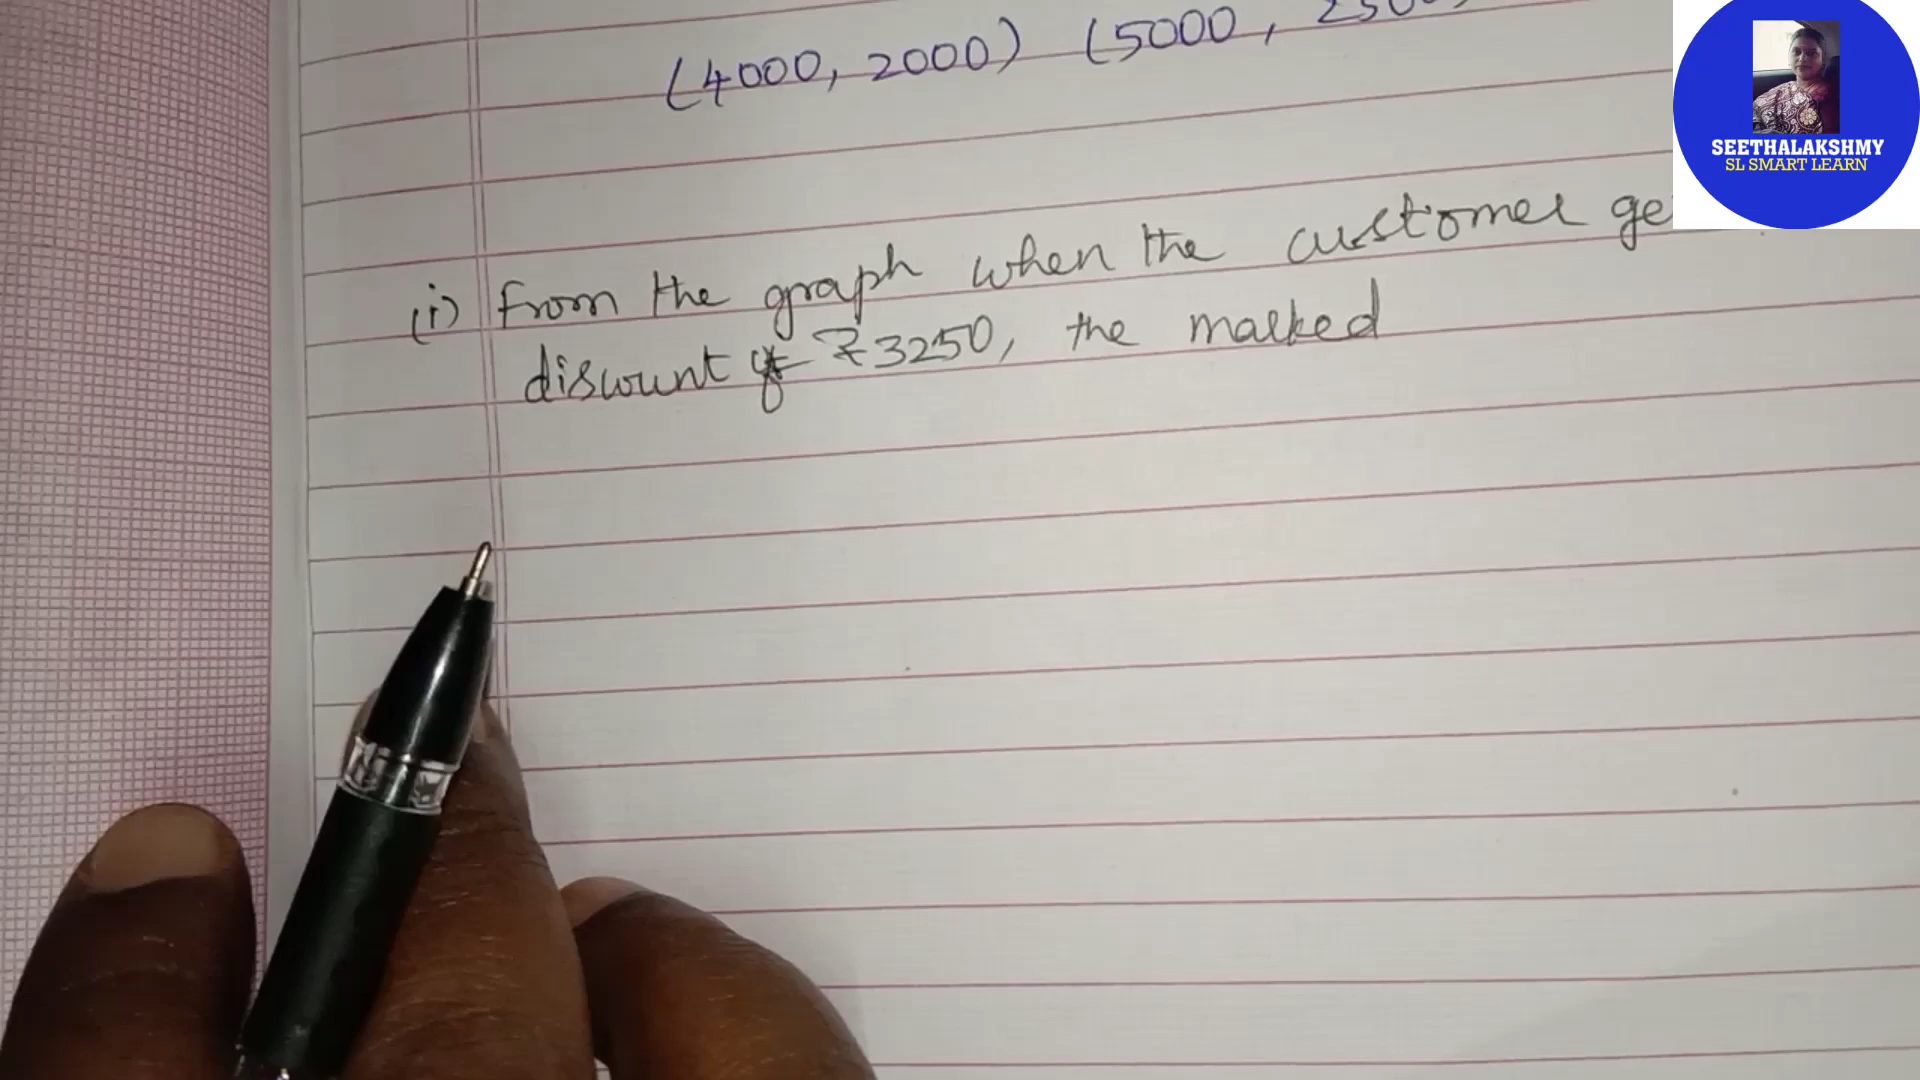 (4000, 2000) (5000,
(i) From the graph when the customer
discount of ₹3250, the marked
SEETHALAKSHMY
SL SMART LEARN